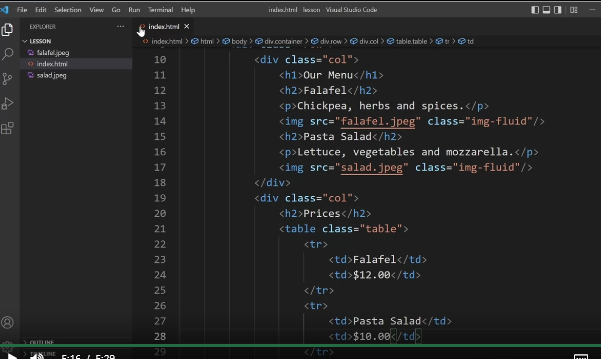 File Edit Selection View Go Run Terminal Help index.html - lesson - Visual Studio Code
EXPLORER ··· index.html ×
LESSON index.html > html > body > div.container > div.row > div.col > table.table > tr > td
falafel.jpeg
index.html
salad.jpeg
10 <div class="col">
11 <h1>Our Menu</h1>
12 <h2>Falafel</h2>
13 <p>Chickpea, herbs and spices.</p>
14 <img src="falafel.jpeg" class="img-fluid"/>
15 <h2>Pasta Salad</h2>
16 <p>Lettuce, vegetables and mozzarella.</p>
17 <img src="salad.jpeg" class="img-fluid"/>
18 </div>
19 <div class="col">
20 <h2>Prices</h2>
21 <table class="table">
22 <tr>
23 <td>Falafel</td>
24 <td>$12.00</td>
25 </tr>
26 <tr>
27 <td>Pasta Salad</td>
28 <td>$10.00</td>
OUTLINE
29 </tr>
TIMELINE
5:16 / 5:29